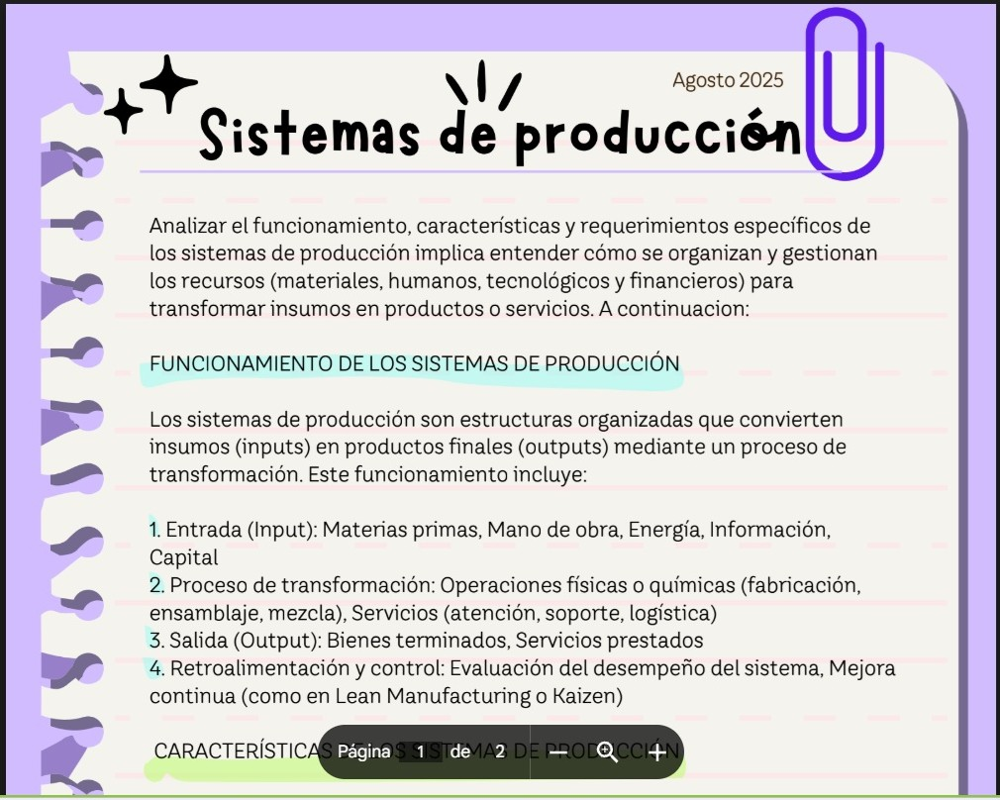 Agosto 2025
Sistemas de producción
Analizar el funcionamiento, características y requerimientos específicos de
los sistemas de producción implica entender cómo se organizan y gestionan
los recursos (materiales, humanos, tecnológicos y financieros) para
transformar insumos en productos o servicios. A continuacion:
FUNCIONAMIENTO DE LOS SISTEMAS DE PRODUCCIÓN
Los sistemas de producción son estructuras organizadas que convierten
insumos (inputs) en productos finales (outputs) mediante un proceso de
transformación. Este funcionamiento incluye:
1. Entrada (Input): Materias primas, Mano de obra, Energía, Información,
Capital
2. Proceso de transformación: Operaciones físicas o químicas (fabricación,
ensamblaje, mezcla), Servicios (atención, soporte, logística)
3. Salida (Output): Bienes terminados, Servicios prestados
4. Retroalimentación y control: Evaluación del desempeño del sistema, Mejora
continua (como en Lean Manufacturing o Kaizen)
CARACTERÍSTICAS DE LOS SISTEMAS DE PRODUCCIÓN
Página 1 de 2